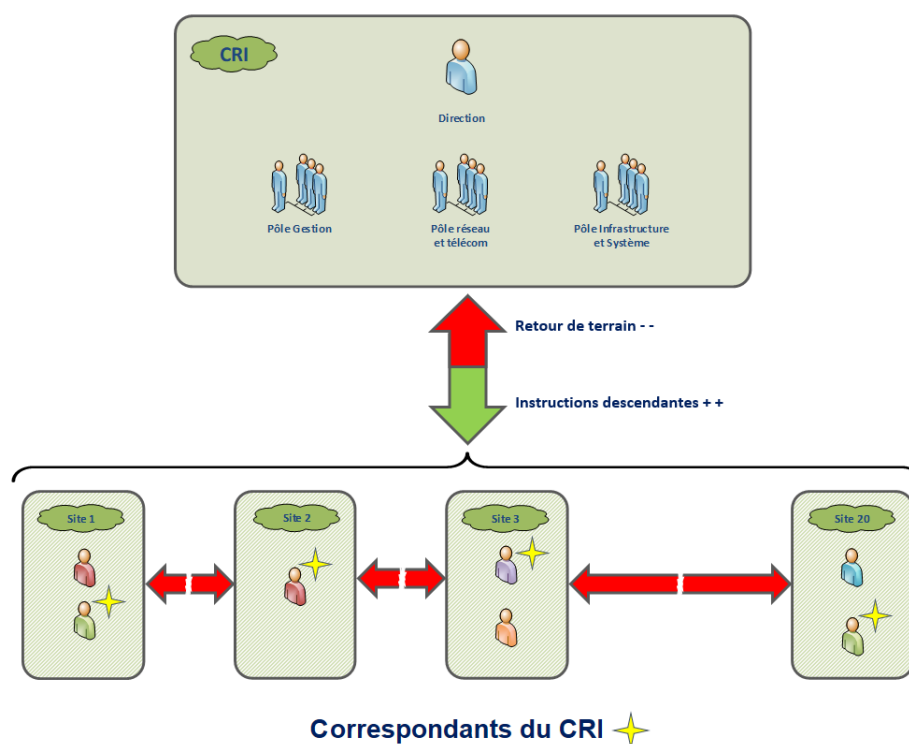 CRI
Direction
Pôle Gestion
Pôle réseau
et télécom
Pôle Infrastructure
et Système
Retour de terrain - -
Instructions descendantes + +
Site 1
Site 2
Site 3
Site 20
Correspondants du CRI